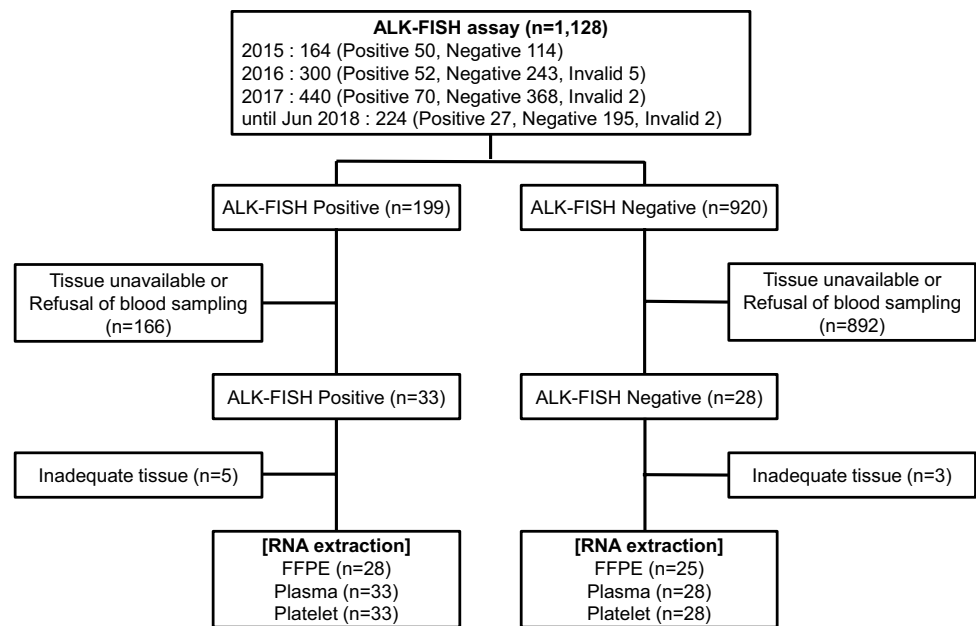 ALK-FISH assay (n=1,128)
2015 : 164 (Positive 50, Negative 114)
2016 : 300 (Positive 52, Negative 243, Invalid 5)
2017 : 440 (Positive 70, Negative 368, Invalid 2)
until Jun 2018 : 224 (Positive 27, Negative 195, Invalid 2)
ALK-FISH Positive (n=199)
ALK-FISH Negative (n=920)
Tissue unavailable or
Refusal of blood sampling
(n=166)
Tissue unavailable or
Refusal of blood sampling
(n=892)
ALK-FISH Positive (n=33)
ALK-FISH Negative (n=28)
Inadequate tissue (n=5)
Inadequate tissue (n=3)
[RNA extraction]
FFPE (n=28)
Plasma (n=33)
Platelet (n=33)
[RNA extraction]
FFPE (n=25)
Plasma (n=28)
Platelet (n=28)